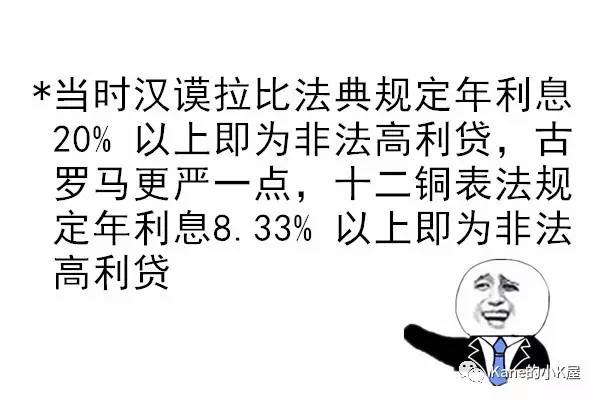 *当时汉谟拉比法典规定年利息
20% 以上即为非法高利贷，古
罗马更严一点，十二铜表法规
定年利息8.33% 以上即为非法
高利贷
Kane的小K屋